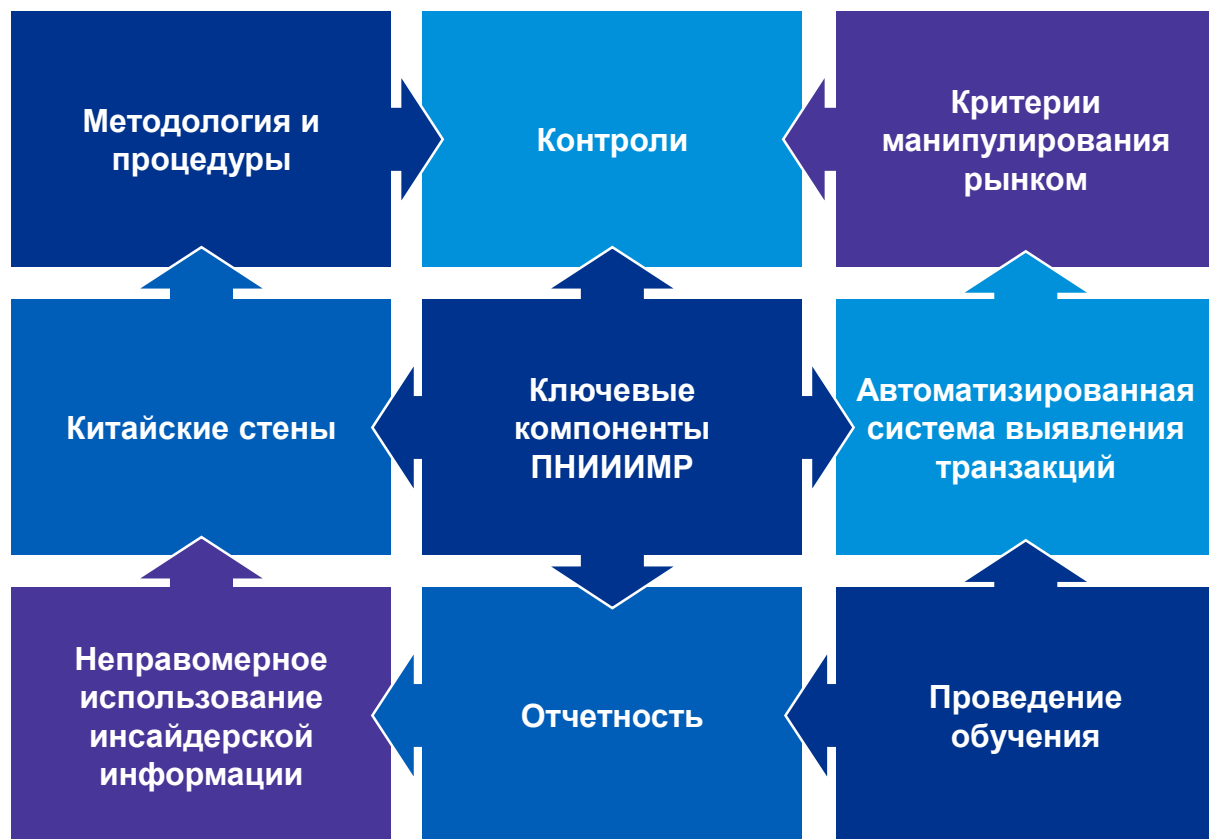 Методология и
процедуры
Контроли
Критерии
манипулирования
рынком
Китайские стены
Ключевые
компоненты
ПНИИИМР
Автоматизированная
система выявления
транзакций
Неправомерное
использование
инсайдерской
информации
Отчетность
Проведение
обучения